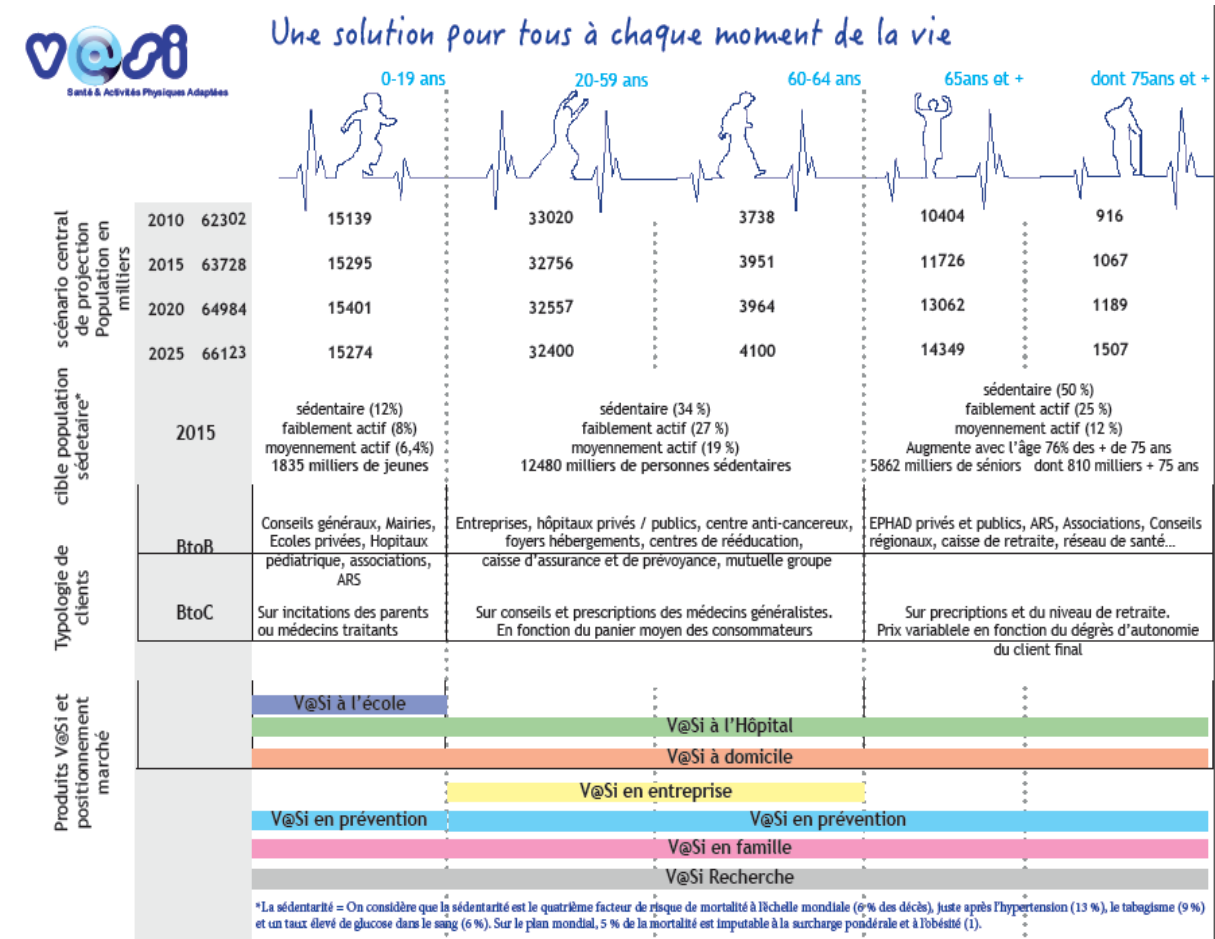 Une solution pour tous à chaque moment de la vie
v@si
Santé & Activités Physiques Adaptées
0-19 ans 20-59 ans 60-64 ans 65ans et + dont 75ans et +
scénario central
de projection
Population en
milliers
2010 62302 15139 33020 3738 10404 916
2015 63728 15295 32756 3951 11726 1067
2020 64984 15401 32557 3964 13062 1189
2025 66123 15274 32400 4100 14349 1507
cible population
sédetaire*
2015
sédentaire (12%)
faiblement actif (8%)
moyennement actif (6,4%)
1835 milliers de jeunes
sédentaire (34 %)
faiblement actif (27 %)
moyennement actif (19 %)
12480 milliers de personnes sédentaires
sédentaire (50 %)
faiblement actif (25 %)
moyennement actif (12 %)
Augmente avec l'âge 76% des + de 75 ans
5862 milliers de séniors dont 810 milliers + 75 ans
Typologie de
clients
BtoB
Conseils généraux, Mairies,
Ecoles privées, Hopitaux
pédiatrique, associations,
ARS
Entreprises, hôpitaux privés / publics, centre anti-cancereux,
foyers hébergements, centres de rééducation,
caisse d'assurance et de prévoyance, mutuelle groupe
EPHAD privés et publics, ARS, Associations, Conseils
régionaux, caisse de retraite, réseau de santé...
BtoC
Sur incitations des parents
ou médecins traitants
Sur conseils et prescriptions des médecins généralistes.
En fonction du panier moyen des consommateurs
Sur precriptions et du niveau de retraite.
Prix variablele en fonction du dégrès d'autonomie
du client final
Produits V@Si et
positionnement
marché
V@Si à l'école
V@Si à l'Hôpital
V@Si à domicile
V@Si en entreprise
V@Si en prévention V@Si en prévention
V@Si en famille
V@Si Recherche
*La sédentarité = On considère que la sédentarité est le quatrième facteur de risque de mortalité à l'échelle mondiale (6 % des décès), juste après l'hypertension (13 %), le tabagisme (9 %)
et un taux élevé de glucose dans le sang (6 %). Sur le plan mondial, 5 % de la mortalité est imputable à la surcharge pondérale et à l'obésité (1).